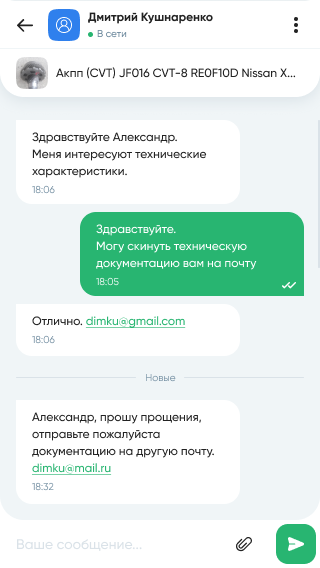 Дмитрий Кушнаренко
В сети
Акпп (CVT) JF016 CVT-8 RE0F10D Nissan X...
Здравствуйте Александр.
Меня интересуют технические
характеристики.
18:06
Здравствуйте.
Могу скинуть техническую
документацию вам на почту
18:05
Отлично. dimku@gmail.com
18:06
Новые
Александр, прошу прощения,
отправьте пожалуйста
документацию на другую почту.
dimku@mail.ru
18:32
Ваше сообщение...